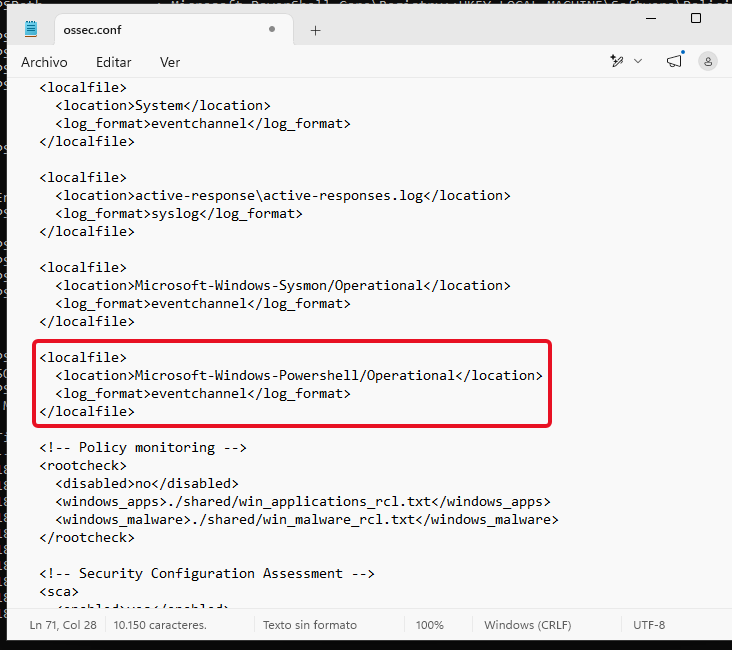 ossec.conf
Archivo Editar Ver
<localfile>
<location>System</location>
<log_format>eventchannel</log_format>
</localfile>
<localfile>
<location>active-response\active-responses.log</location>
<log_format>syslog</log_format>
</localfile>
<localfile>
<location>Microsoft-Windows-Sysmon/Operational</location>
<log_format>eventchannel</log_format>
</localfile>
<localfile>
<location>Microsoft-Windows-Powershell/Operational</location>
<log_format>eventchannel</log_format>
</localfile>
<!-- Policy monitoring -->
<rootcheck>
<disabled>no</disabled>
<windows_apps>./shared/win_applications_rcl.txt</windows_apps>
<windows_malware>./shared/win_malware_rcl.txt</windows_malware>
</rootcheck>
<!-- Security Configuration Assessment -->
<sca>
Ln 71, Col 28 10.150 caracteres. Texto sin formato 100% Windows (CRLF) UTF-8